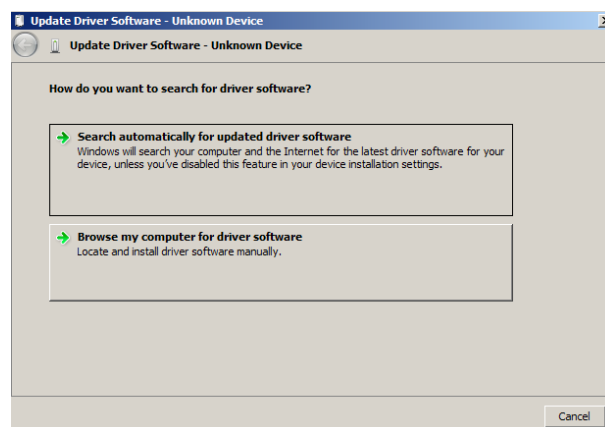 Update Driver Software - Unknown Device
Update Driver Software - Unknown Device
How do you want to search for driver software?
Search automatically for updated driver software
Windows will search your computer and the Internet for the latest driver software for your
device, unless you've disabled this feature in your device installation settings.
Browse my computer for driver software
Locate and install driver software manually.
Cancel